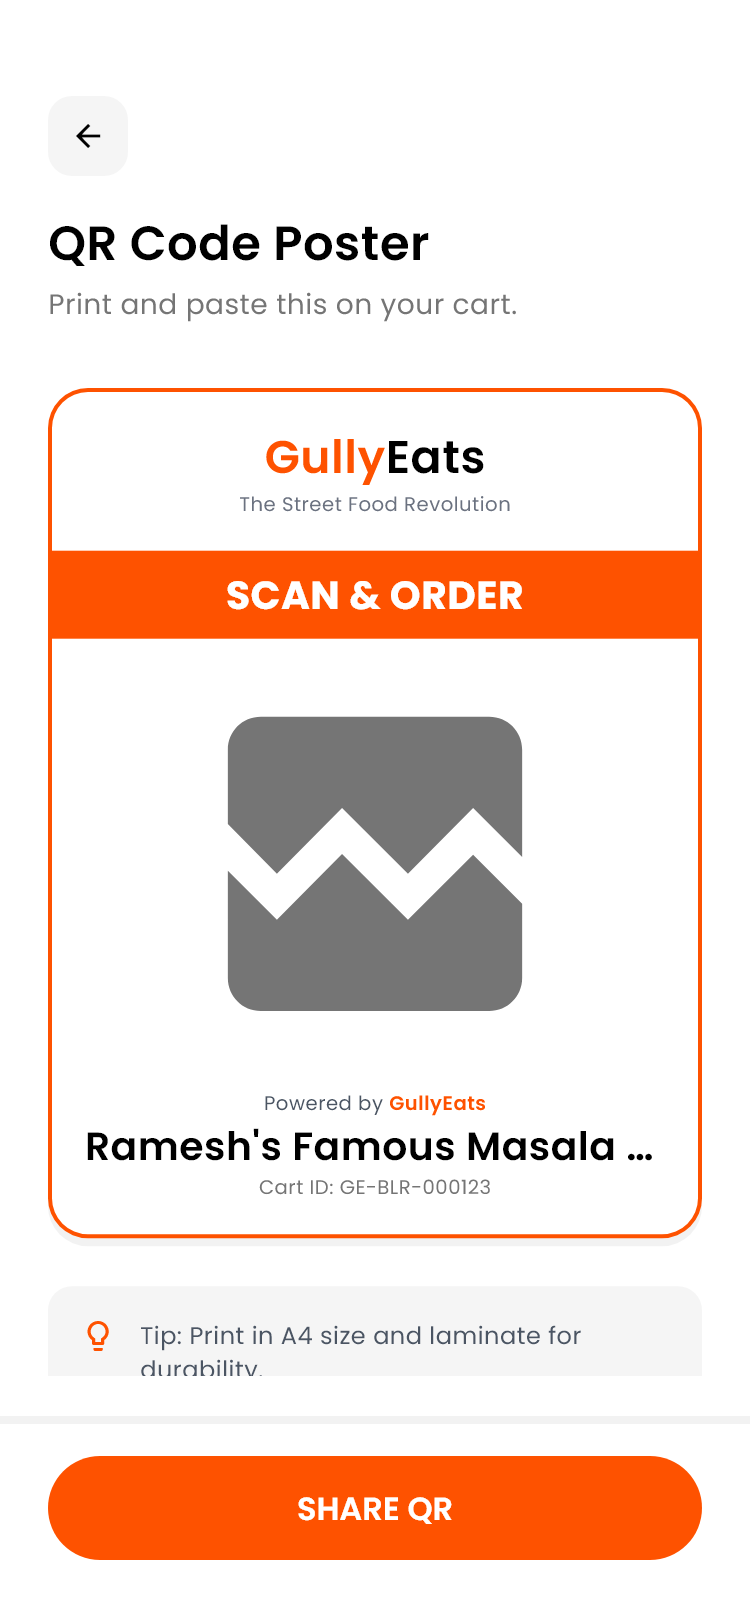 QR Code Poster
Print and paste this on your cart.
GullyEats
The Street Food Revolution
SCAN & ORDER
Powered by GullyEats
Ramesh's Famous Masala ...
Cart ID: GE-BLR-000123
Tip: Print in A4 size and laminate for
durability.
SHARE QR